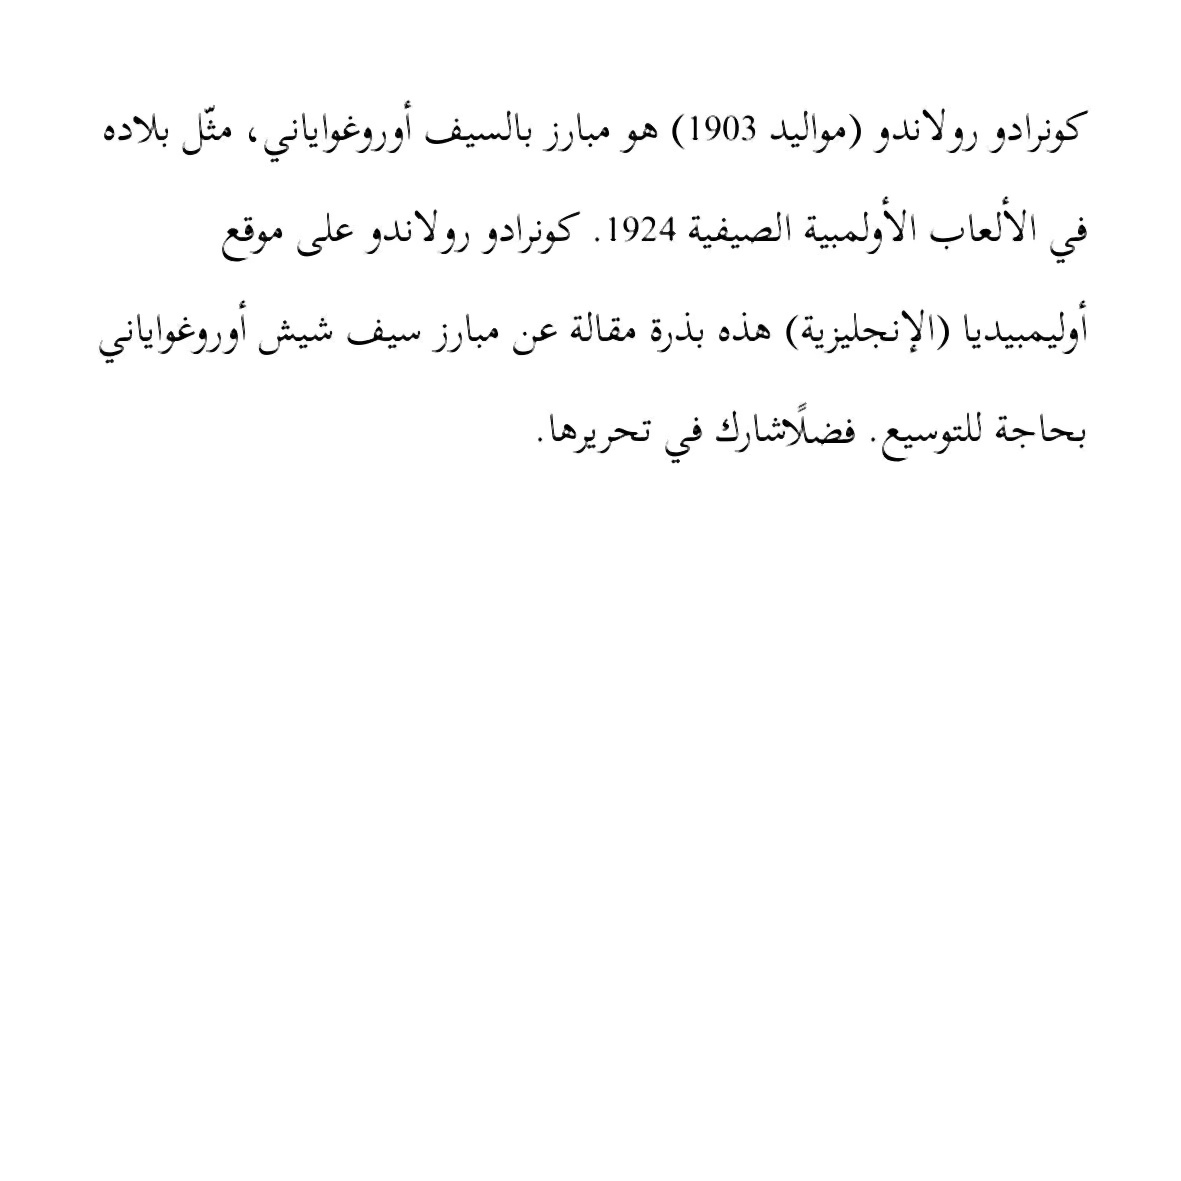 كونرادو رولاندو (مواليد 1903) هو مبارز بالسيف أوروغواياني، مثّل بلاده
في الألعاب الأولمبية الصيفية 1924. كونرادو رولاندو على موقع
أوليمبيديا (الإنجليزية) هذه بذرة مقالة عن مبارز سيف شيش أوروغواياني
بحاجة للتوسيع. فضلًاشارك في تحريرها.